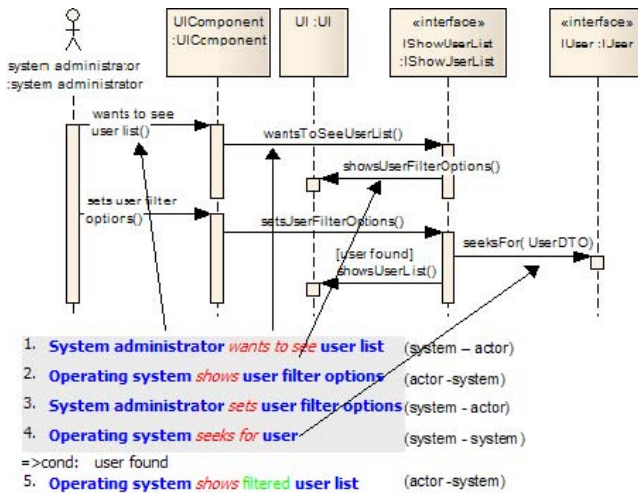 UIComponent
:UICcmponent
UI :UI
«interface»
IShowUserList
:IShowJserList
«interface»
IUser :IUser
system administrator
:system administrator
wants to see
user list()
wantsToSeeUserList()
showsUserFilterOptions()
sets user filter
options()
setsUserFilterOptions()
[user found]
showsUserList()
seeksFor( UserDTO)
1. System administrator wants to see user list (system – actor)
2. Operating system shows user filter options (actor -system)
3. System administrator sets user filter options (system - actor)
4. Operating system seeks for user (system - system)
=>cond: user found
5. Operating system shows filtered user list (actor -system)